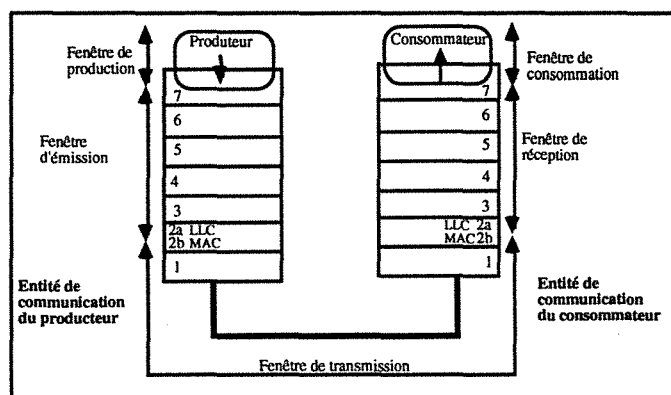 Fenêtre de
production
Produteur
Consommateur
Fenêtre de
consommation
7
7
6
6
Fenêtre
d'émission
5
5
Fenêtre de
réception
4
4
3
3
2a LLC
LLC 2a
2b MAC
MAC 2b
1
1
Entité de
communication
du producteur
Entité de
communication
du consommateur
Fenêtre de transmission